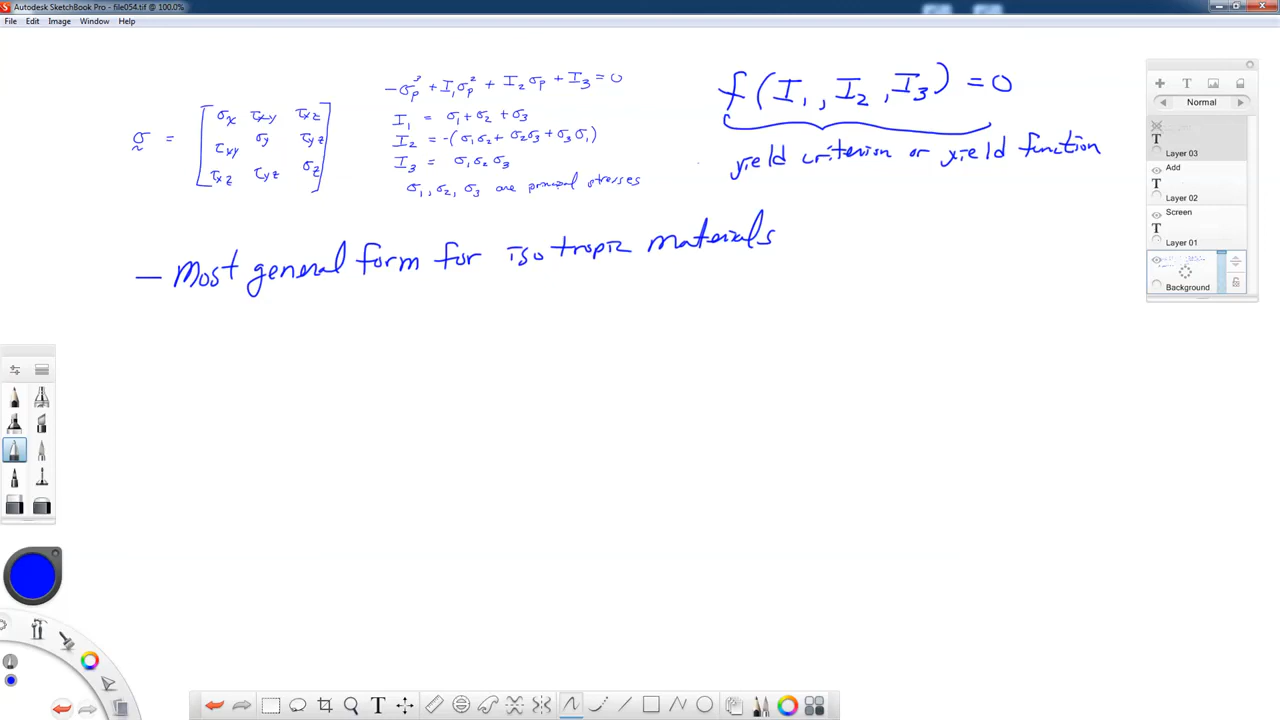 Autodesk SketchBook Pro - file054.tif @ 100.0%
File Edit Image Window Help
-σp³ + I₁σp² + I₂σp + I₃ = 0
f(I₁, I₂, I₃) = 0
yield criterion or yield function
σ = [σx τxy τxz
τxy σy τyz
τxz τyz σz]
I₁ = σ₁ + σ₂ + σ₃
I₂ = -(σ₁σ₂ + σ₂σ₃ + σ₃σ₁)
I₃ = σ₁σ₂σ₃
σ₁, σ₂, σ₃ are principal stresses
— Most general form for isotropic materials
Normal
Layer 03
Add
Layer 02
Screen
Layer 01
Background